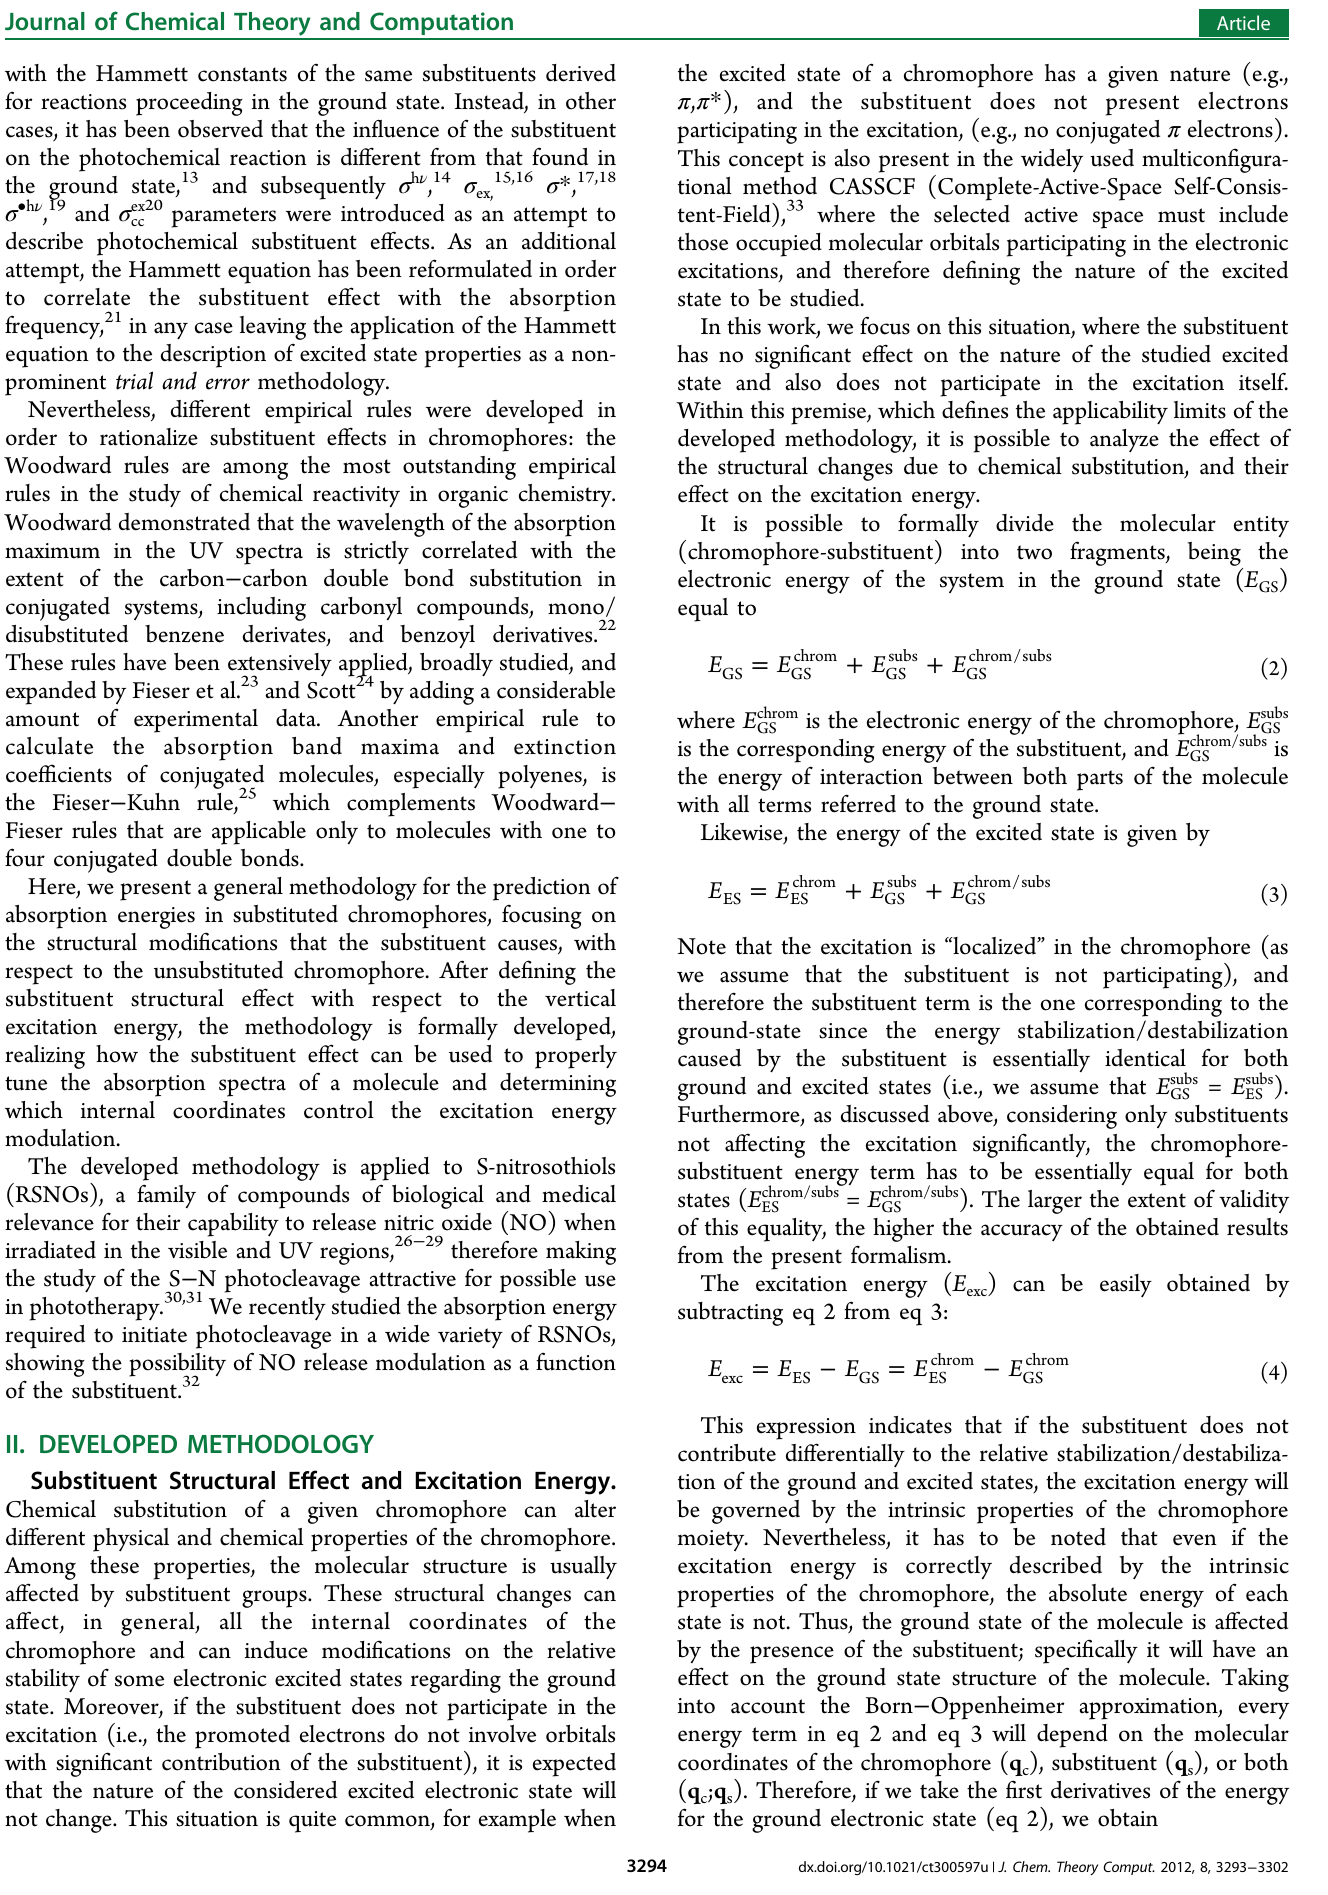 Journal of Chemical Theory and Computation
Article
with the Hammett constants of the same substituents derived
for reactions proceeding in the ground state. Instead, in other
cases, it has been observed that the influence of the substituent
on the photochemical reaction is different from that found in
the ground state,¹³ and subsequently σ^hν,¹⁴ σ_ex,¹⁵,¹⁶ σ*,¹⁷,¹⁸
σ^•hν,¹⁹ and σ_cc^ex²⁰ parameters were introduced as an attempt to
describe photochemical substituent effects. As an additional
attempt, the Hammett equation has been reformulated in order
to correlate the substituent effect with the absorption
frequency,²¹ in any case leaving the application of the Hammett
equation to the description of excited state properties as a non-
prominent trial and error methodology.
Nevertheless, different empirical rules were developed in
order to rationalize substituent effects in chromophores: the
Woodward rules are among the most outstanding empirical
rules in the study of chemical reactivity in organic chemistry.
Woodward demonstrated that the wavelength of the absorption
maximum in the UV spectra is strictly correlated with the
extent of the carbon−carbon double bond substitution in
conjugated systems, including carbonyl compounds, mono/
disubstituted benzene derivates, and benzoyl derivatives.²²
These rules have been extensively applied, broadly studied, and
expanded by Fieser et al.²³ and Scott²⁴ by adding a considerable
amount of experimental data. Another empirical rule to
calculate the absorption band maxima and extinction
coefficients of conjugated molecules, especially polyenes, is
the Fieser−Kuhn rule,²⁵ which complements Woodward−
Fieser rules that are applicable only to molecules with one to
four conjugated double bonds.
Here, we present a general methodology for the prediction of
absorption energies in substituted chromophores, focusing on
the structural modifications that the substituent causes, with
respect to the unsubstituted chromophore. After defining the
substituent structural effect with respect to the vertical
excitation energy, the methodology is formally developed,
realizing how the substituent effect can be used to properly
tune the absorption spectra of a molecule and determining
which internal coordinates control the excitation energy
modulation.
The developed methodology is applied to S-nitrosothiols
(RSNOs), a family of compounds of biological and medical
relevance for their capability to release nitric oxide (NO) when
irradiated in the visible and UV regions,²⁶⁻²⁹ therefore making
the study of the S−N photocleavage attractive for possible use
in phototherapy.³⁰,³¹ We recently studied the absorption energy
required to initiate photocleavage in a wide variety of RSNOs,
showing the possibility of NO release modulation as a function
of the substituent.³²
II. DEVELOPED METHODOLOGY
Substituent Structural Effect and Excitation Energy.
Chemical substitution of a given chromophore can alter
different physical and chemical properties of the chromophore.
Among these properties, the molecular structure is usually
affected by substituent groups. These structural changes can
affect, in general, all the internal coordinates of the
chromophore and can induce modifications on the relative
stability of some electronic excited states regarding the ground
state. Moreover, if the substituent does not participate in the
excitation (i.e., the promoted electrons do not involve orbitals
with significant contribution of the substituent), it is expected
that the nature of the considered excited electronic state will
not change. This situation is quite common, for example when
the excited state of a chromophore has a given nature (e.g.,
π,π*), and the substituent does not present electrons
participating in the excitation, (e.g., no conjugated π electrons).
This concept is also present in the widely used multiconfigura-
tional method CASSCF (Complete-Active-Space Self-Consis-
tent-Field),³³ where the selected active space must include
those occupied molecular orbitals participating in the electronic
excitations, and therefore defining the nature of the excited
state to be studied.
In this work, we focus on this situation, where the substituent
has no significant effect on the nature of the studied excited
state and also does not participate in the excitation itself.
Within this premise, which defines the applicability limits of the
developed methodology, it is possible to analyze the effect of
the structural changes due to chemical substitution, and their
effect on the excitation energy.
It is possible to formally divide the molecular entity
(chromophore-substituent) into two fragments, being the
electronic energy of the system in the ground state (E_GS)
equal to
E_GS = E_GS^chrom + E_GS^subs + E_GS^chrom/subs (2)
where E_GS^chrom is the electronic energy of the chromophore, E_GS^subs
is the corresponding energy of the substituent, and E_GS^chrom/subs is
the energy of interaction between both parts of the molecule
with all terms referred to the ground state.
Likewise, the energy of the excited state is given by
E_ES = E_ES^chrom + E_GS^subs + E_GS^chrom/subs (3)
Note that the excitation is “localized” in the chromophore (as
we assume that the substituent is not participating), and
therefore the substituent term is the one corresponding to the
ground-state since the energy stabilization/destabilization
caused by the substituent is essentially identical for both
ground and excited states (i.e., we assume that E_GS^subs = E_ES^subs).
Furthermore, as discussed above, considering only substituents
not affecting the excitation significantly, the chromophore-
substituent energy term has to be essentially equal for both
states (E_ES^chrom/subs = E_GS^chrom/subs). The larger the extent of validity
of this equality, the higher the accuracy of the obtained results
from the present formalism.
The excitation energy (E_exc) can be easily obtained by
subtracting eq 2 from eq 3:
E_exc = E_ES − E_GS = E_ES^chrom − E_GS^chrom (4)
This expression indicates that if the substituent does not
contribute differentially to the relative stabilization/destabiliza-
tion of the ground and excited states, the excitation energy will
be governed by the intrinsic properties of the chromophore
moiety. Nevertheless, it has to be noted that even if the
excitation energy is correctly described by the intrinsic
properties of the chromophore, the absolute energy of each
state is not. Thus, the ground state of the molecule is affected
by the presence of the substituent; specifically it will have an
effect on the ground state structure of the molecule. Taking
into account the Born−Oppenheimer approximation, every
energy term in eq 2 and eq 3 will depend on the molecular
coordinates of the chromophore (q_c), substituent (q_s), or both
(q_c;q_s). Therefore, if we take the first derivatives of the energy
for the ground electronic state (eq 2), we obtain
3294
dx.doi.org/10.1021/ct300597u | J. Chem. Theory Comput. 2012, 8, 3293−3302